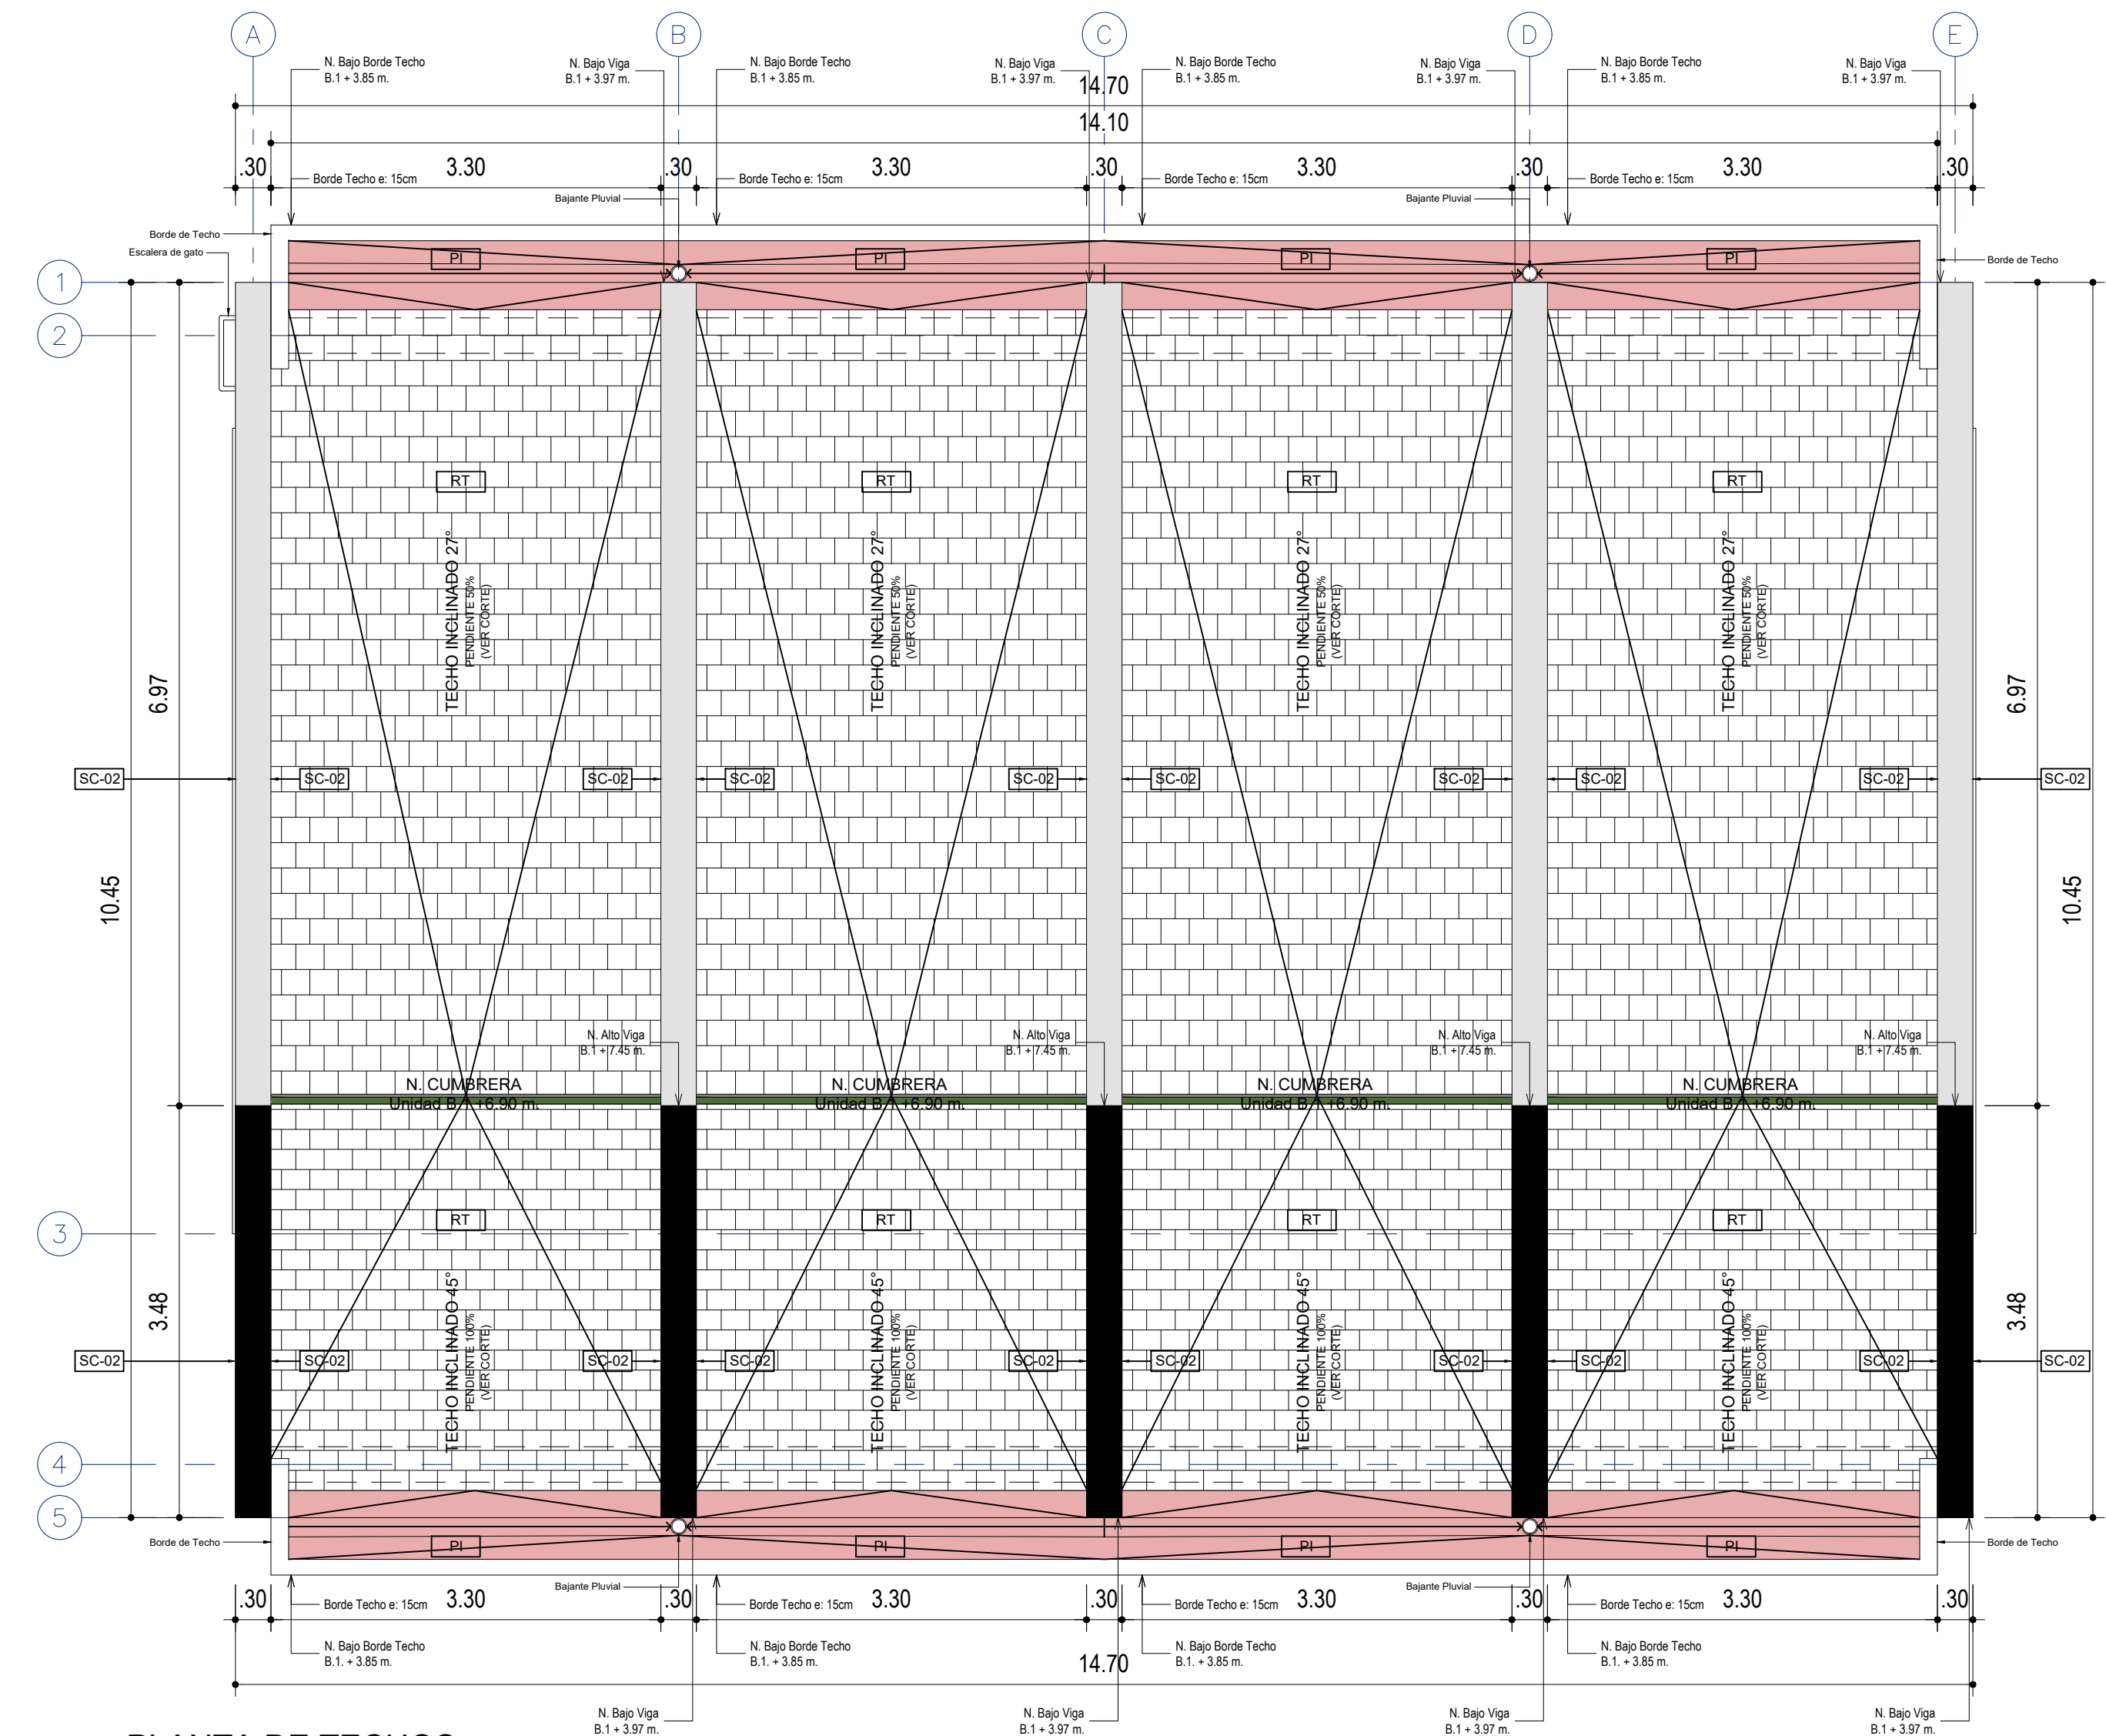 A B C D E
N. Bajo Borde Techo N. Bajo Viga N. Bajo Borde Techo N. Bajo Viga N. Bajo Borde Techo N. Bajo Viga N. Bajo Borde Techo N. Bajo Viga
B.1 + 3.85 m. B.1 + 3.97 m. B.1 + 3.85 m. B.1 + 3.97 m. B.1 + 3.85 m. B.1 + 3.97 m. B.1 + 3.85 m. B.1 + 3.97 m.
14.70
14.10
.30 3.30 .30 3.30 .30 3.30 .30 3.30 .30
Borde Techo e: 15cm Borde Techo e: 15cm Borde Techo e: 15cm Borde Techo e: 15cm
Bajante Pluvial Bajante Pluvial
Borde de Techo
Escalera de gato
PI PI PI PI
Borde de Techo
1
2
RT RT RT RT
TECHO INCLINADO 27° TECHO INCLINADO 27° TECHO INCLINADO 27° TECHO INCLINADO 27°
PENDIENTE 50% PENDIENTE 50% PENDIENTE 50% PENDIENTE 50%
(VER CORTE) (VER CORTE) (VER CORTE) (VER CORTE)
6.97 6.97
SC-02 SC-02 SC-02 SC-02 SC-02 SC-02 SC-02 SC-02 SC-02 SC-02
10.45 10.45
N. Alto Viga N. Alto Viga N. Alto Viga N. Alto Viga
B.1 + 7.45 m. B.1 + 7.45 m. B.1 + 7.45 m. B.1 + 7.45 m.
N. CUMBRERA N. CUMBRERA N. CUMBRERA N. CUMBRERA
Unidad B. +6.90 m. Unidad B. +6.90 m. Unidad B. +6.90 m. Unidad B. +6.90 m.
RT RT RT RT
3
3.48 3.48
TECHO INCLINADO 45° TECHO INCLINADO 45° TECHO INCLINADO 45° TECHO INCLINADO 45°
PENDIENTE 100% PENDIENTE 100% PENDIENTE 100% PENDIENTE 100%
(VER CORTE) (VER CORTE) (VER CORTE) (VER CORTE)
SC-02 SC-02 SC-02 SC-02 SC-02 SC-02 SC-02 SC-02 SC-02 SC-02
4
5
Borde de Techo PI PI PI PI Borde de Techo
Bajante Pluvial Bajante Pluvial
.30 3.30 .30 3.30 .30 3.30 .30 3.30 .30
Borde Techo e: 15cm Borde Techo e: 15cm Borde Techo e: 15cm Borde Techo e: 15cm
N. Bajo Borde Techo N. Bajo Borde Techo N. Bajo Borde Techo N. Bajo Borde Techo
B.1. + 3.85 m. B.1. + 3.85 m. B.1. + 3.85 m. B.1. + 3.85 m.
14.70
N. Bajo Viga N. Bajo Viga N. Bajo Viga N. Bajo Viga
B.1 + 3.97 m. B.1 + 3.97 m. B.1 + 3.97 m. B.1 + 3.97 m.
PLANTA DE TECHOS